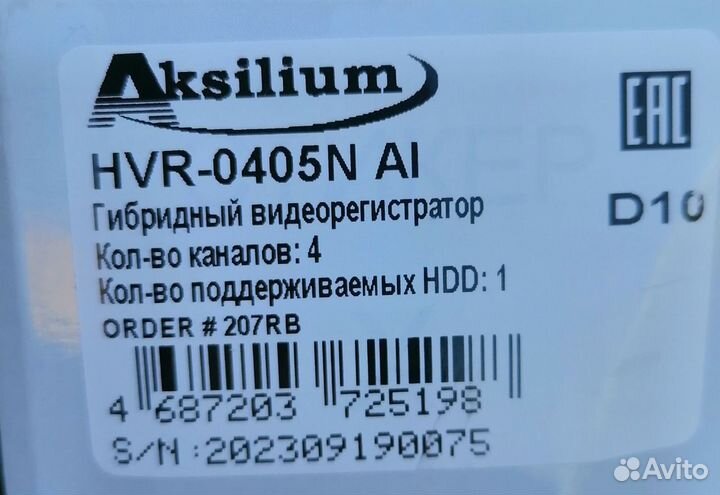 Aksilium
EAC
HVR-0405N AI
Гибридный видеорегистратор
D10
Кол-во каналов: 4
Кол-во поддерживаемых HDD: 1
ORDER # 207RB
4 687203 725198
S/N:202309190075
Avito